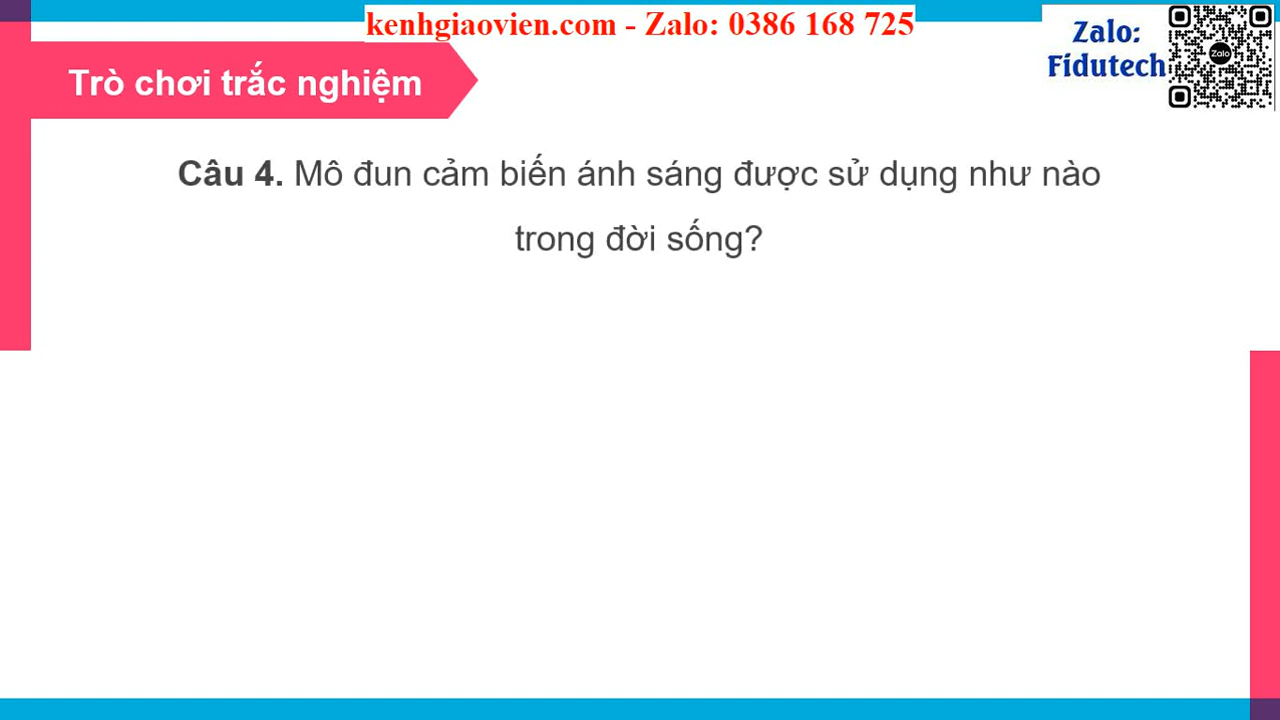 kenhgiaovien.com - Zalo: 0386 168 725
Zalo:
Fidutech
Zalo
Trò chơi trắc nghiệm
Câu 4. Mô đun cảm biến ánh sáng được sử dụng như nào
trong đời sống?